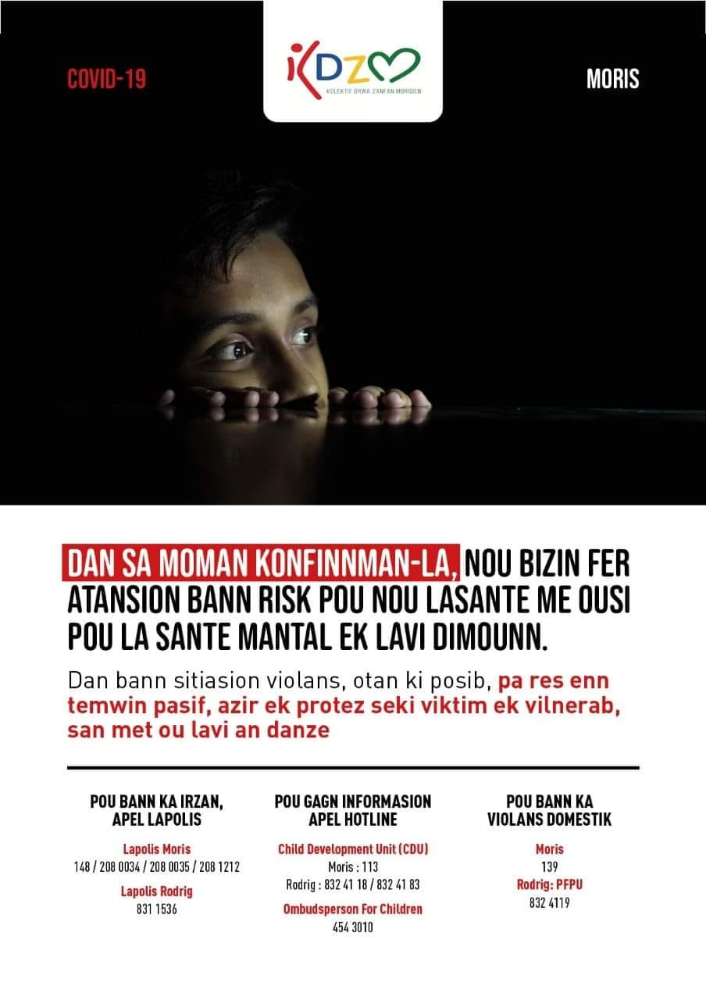 COVID-19
KDZM
KOLEKTIF DRWA ZANFAN MORISIEN
MORIS
DAN SA MOMAN KONFINNMAN-LA, NOU BIZIN FER
ATANSION BANN RISK POU NOU LASANTE ME OUSI
POU LA SANTE MANTAL EK LAVI DIMOUNN.
Dan bann sitiasion violans, otan ki posib, pa res enn
temwin pasif, azir ek protez seki viktim ek vilnerab,
san met ou lavi an danze
POU BANN KA IRZAN,
APEL LAPOLIS
Lapolis Moris
148 / 208 0034 / 208 0035 / 208 1212
Lapolis Rodrig
831 1536
POU GAGN INFORMASION
APEL HOTLINE
Child Development Unit (CDU)
Moris : 113
Rodrig : 832 41 18 / 832 41 83
Ombudsperson For Children
454 3010
POU BANN KA
VIOLANS DOMESTIK
Moris
139
Rodrig: PFPU
832 4119